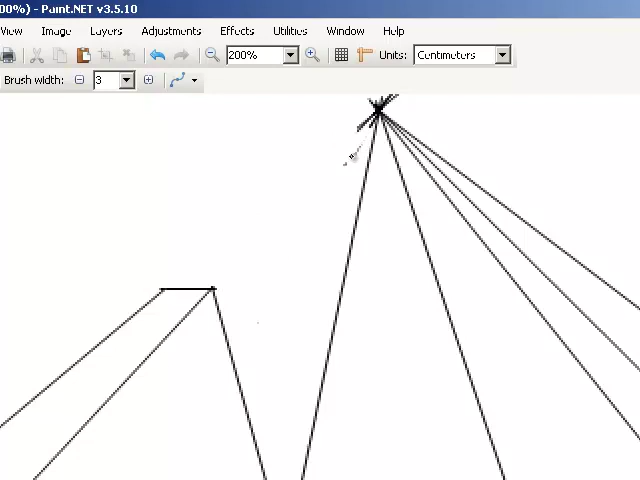 00%) - Paint.NET v3.5.10
View Image Layers Adjustments Effects Utilities Window Help
200% Units: Centimeters
Brush width: 3